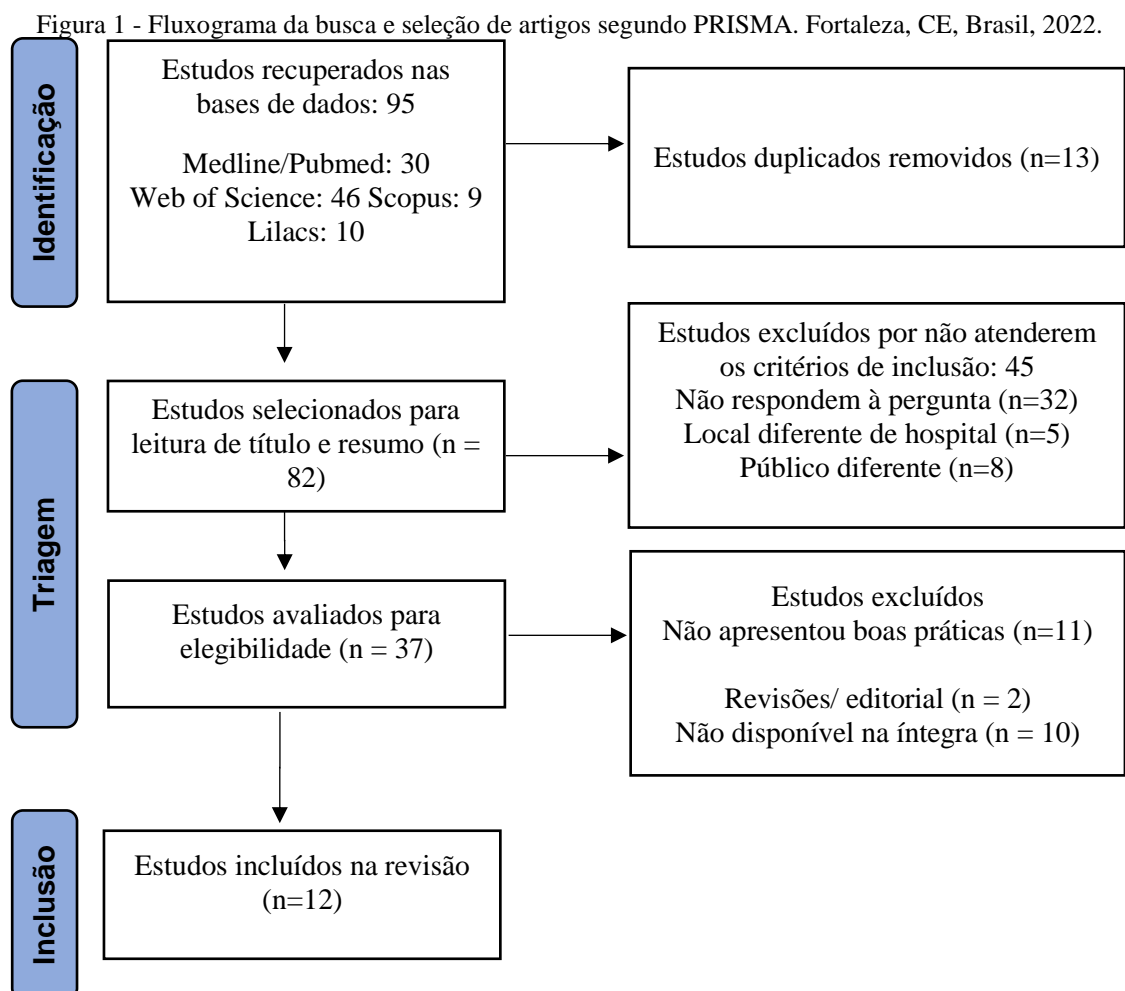 Figura 1 - Fluxograma da busca e seleção de artigos segundo PRISMA. Fortaleza, CE, Brasil, 2022.
Identificação
Estudos recuperados nas
bases de dados: 95
Medline/Pubmed: 30
Web of Science: 46 Scopus: 9
Lilacs: 10
Estudos duplicados removidos (n=13)
Triagem
Estudos selecionados para
leitura de título e resumo (n =
82)
Estudos excluídos por não atenderem
os critérios de inclusão: 45
Não respondem à pergunta (n=32)
Local diferente de hospital (n=5)
Público diferente (n=8)
Estudos avaliados para
elegibilidade (n = 37)
Estudos excluídos
Não apresentou boas práticas (n=11)
Revisões/ editorial (n = 2)
Não disponível na íntegra (n = 10)
Inclusão
Estudos incluídos na revisão
(n=12)